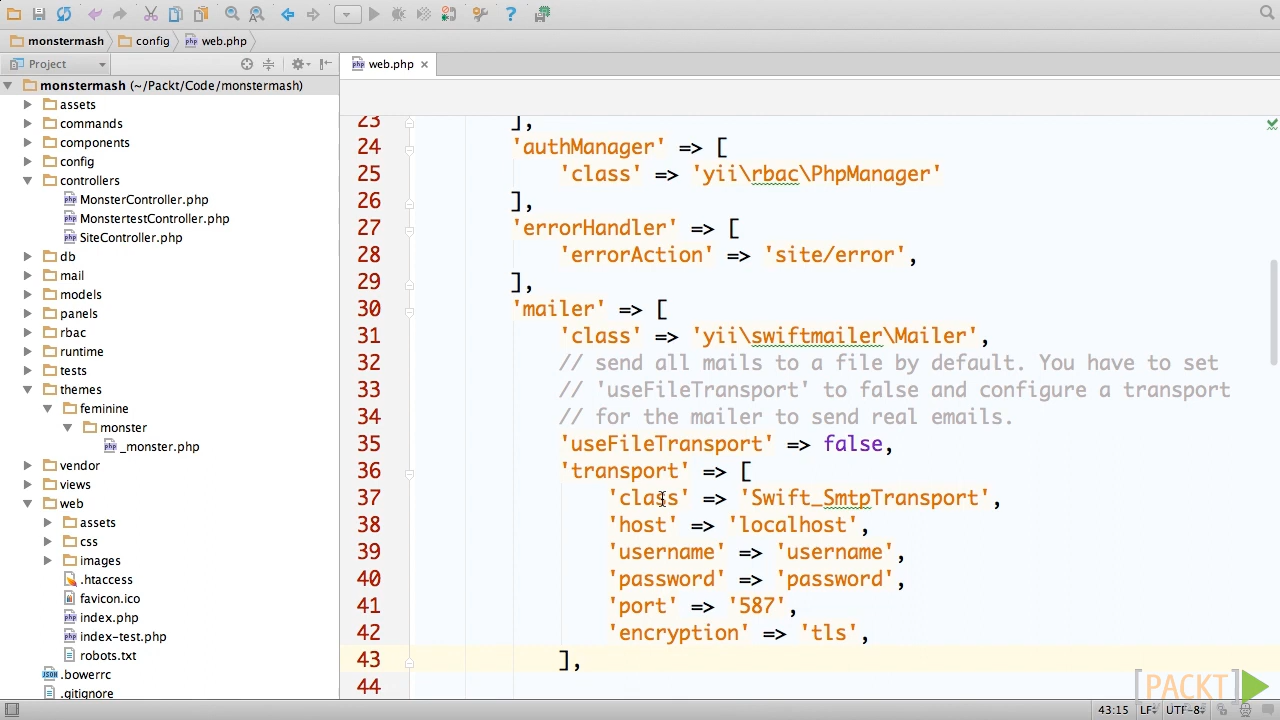 monstermash config web.php
Project
web.php
monstermash (~/Packt/Code/monstermash)
assets
commands
components
config
controllers
MonsterController.php
MonstertestController.php
SiteController.php
db
mail
models
panels
rbac
runtime
tests
themes
feminine
monster
_monster.php
vendor
views
web
assets
css
images
.htaccess
favicon.ico
index.php
index-test.php
robots.txt
.bowerrc
.gitignore
23 ],
24 'authManager' => [
25 'class' => 'yii\rbac\PhpManager'
26 ],
27 'errorHandler' => [
28 'errorAction' => 'site/error',
29 ],
30 'mailer' => [
31 'class' => 'yii\swiftmailer\Mailer',
32 // send all mails to a file by default. You have to set
33 // 'useFileTransport' to false and configure a transport
34 // for the mailer to send real emails.
35 'useFileTransport' => false,
36 'transport' => [
37 'class' => 'Swift_SmtpTransport',
38 'host' => 'localhost',
39 'username' => 'username',
40 'password' => 'password',
41 'port' => '587',
42 'encryption' => 'tls',
43 ],
44
[PACKT]
43:15 LF UTF-8